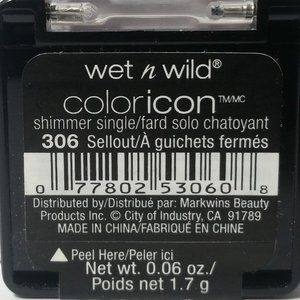 wet n wild®
coloricon™/MC
shimmer single/fard solo chatoyant
306 Sellout/À guichets fermés
0 77802 53060 8
Distributed by/Distribué par: Markwins Beauty
Products Inc. © City of Industry, CA 91789
MADE IN CHINA/FABRIQUÉ EN CHINE
▲ Peel Here/Peler ici
Net wt. 0.06 oz./
Poids net 1.7 g